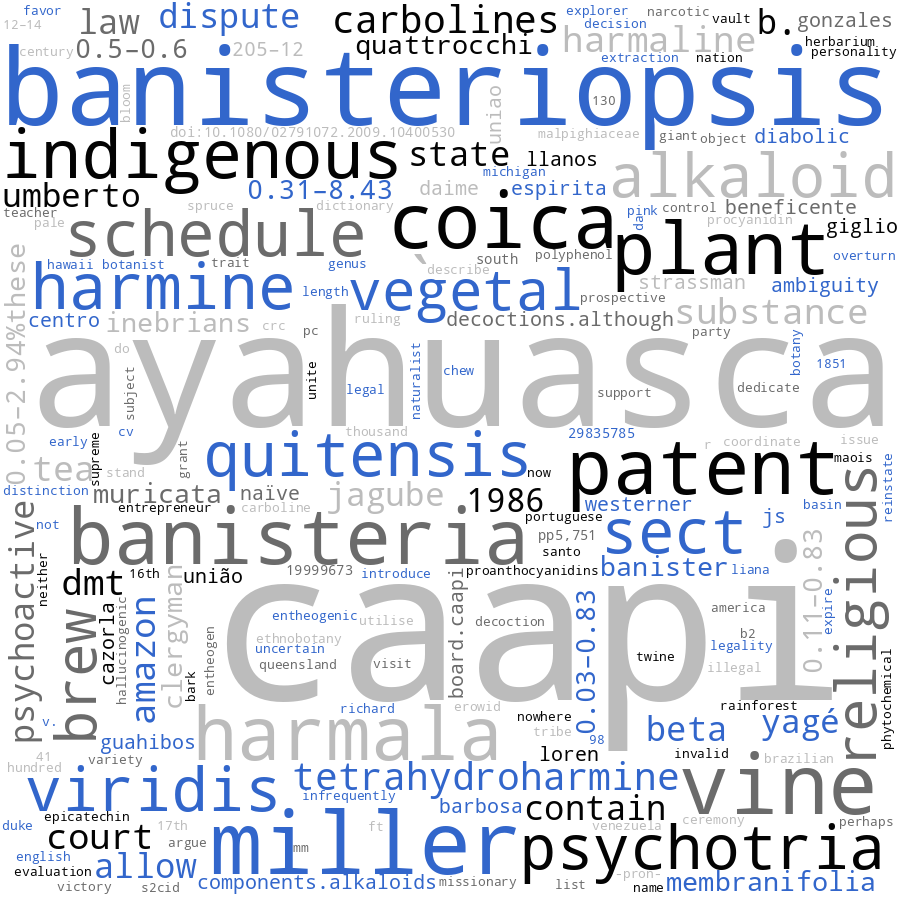 favor
dispute
carbolines
explorer
narcotic
12–14
law
decision
vault
b.
gonzales
century
0.5–0.6
205–12
quattrocchi
harmaline
herbarium
personality
extraction
nation
banisteriopsis
bloom
130
uniao
doi:10.1080/02791072.2009.10400530
malpighiaceae
giant
object
diabolic
indigenous
state
llanos
michigan
alkaloid
umberto
0.31–8.43
daime
espirita
teacher
spruce
dictionary
coica
pink
control
beneficente
pale
schedule
dan
procyanidin
plant
giglio
hawaii botanist
trait
genus
`
describe
south
polyphenol
overturn
harmine
length
vegetal
prospective
strassman
ambiguity
centro
inebrians
crc
pc
ruling
decoctions.although
substance
party
0.05–2.94%these
ayahuasca
do
subject
unite
legal
naturalist
chew
support
dedicate
botany
1851
early
cv
thousand
29835785
r
coordinate
issue
tea
supreme
stand
grant
quitensis
now
patent
maois
distinction
muricata
naïve
jagube
1986
westerner
basin
reinstate
entrepreneur
carboline
portuguese
psychoactive
not
banisteria
pp5,751
sect
js
santo
religious
neither
dmt
16th
união
19999673
introduce
proanthocyanidins
banister
liana
0.11–0.83
brew
cazorla
hallucinogenic
amazon
clergyman
bark
entheogen
caapi
entheogenic
utilise
board.caapi
decoction
0.03–0.83
america
expire
ethnobotany
uncertain
b2
legality
queensland
visit
twine
illegal
phytochemical
v.
richard
erowid
nowhere
rainforest
harmala
tribe
98
beta
yagé
guahibos
41
variety
loren
invalid
brazilian
hundred
viridis
tetrahydroharmine
vine
infrequently
barbosa
contain
duke
epicatechin
17th
ft
miller
venezuela
ceremony
perhaps
court
argue
mm
psychotria
english
evaluation
allow
-pron-
victory
s2cid
components.alkaloids
missionary
list
name
membranifolia